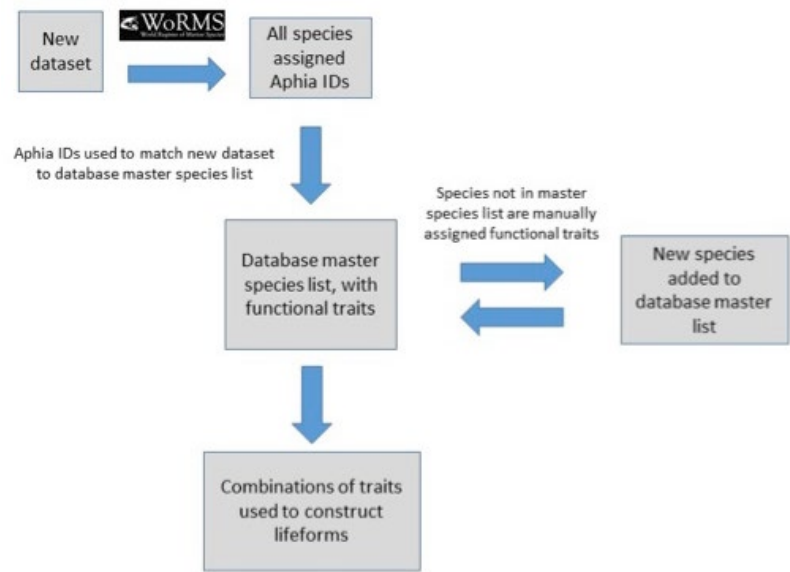 New
dataset
WoRMS
World Register of Marine Species
All species
assigned
Aphia IDs
Aphia IDs used to match new dataset
to database master species list
Species not in master
species list are manually
assigned functional traits
Database master
species list, with
functional traits
New species
added to
database master
list
Combinations of traits
used to construct
lifeforms